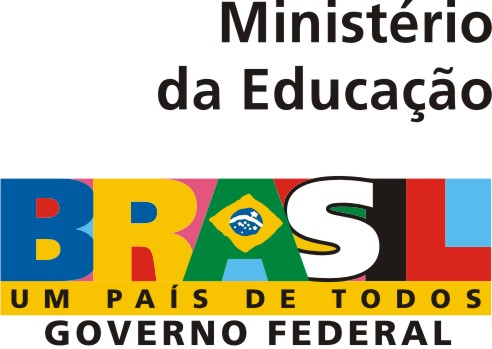 Ministério
da Educação
BRASIL
UM PAÍS DE TODOS
GOVERNO FEDERAL